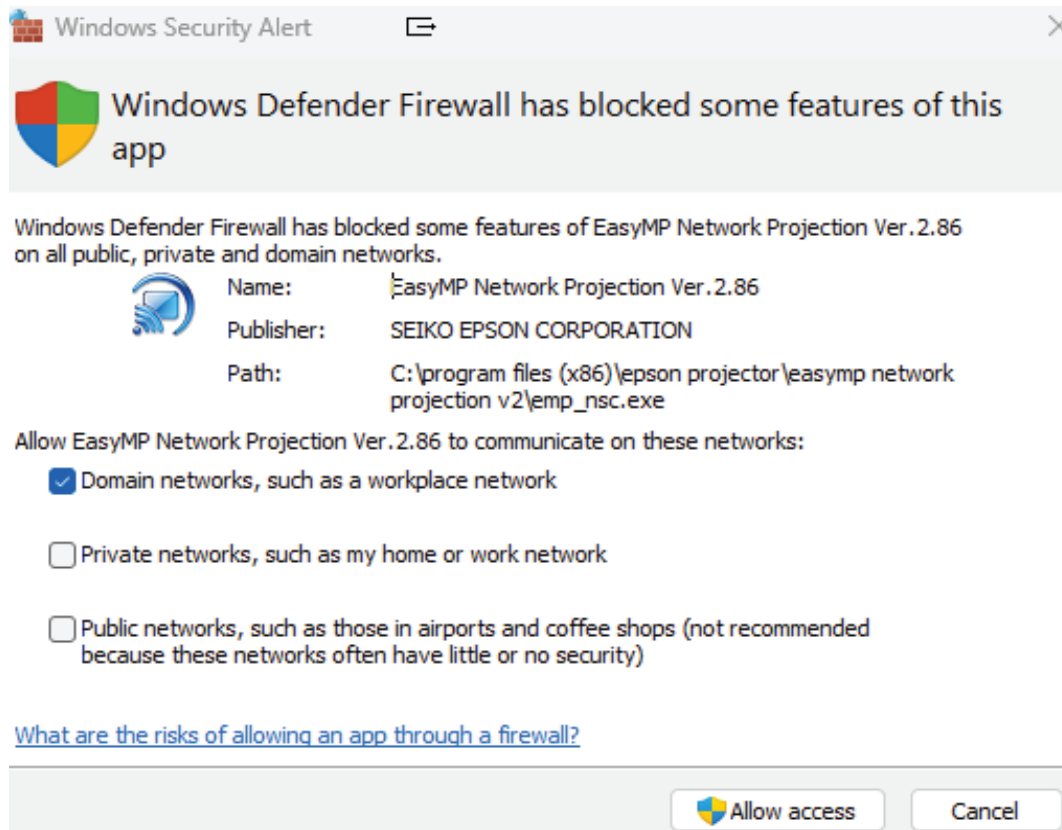 Windows Security Alert
Windows Defender Firewall has blocked some features of this
app
Windows Defender Firewall has blocked some features of EasyMP Network Projection Ver.2.86
on all public, private and domain networks.
Name: EasyMP Network Projection Ver.2.86
Publisher: SEIKO EPSON CORPORATION
Path: C:\program files (x86)\epson projector\easymp network
projection v2\emp_nsc.exe
Allow EasyMP Network Projection Ver.2.86 to communicate on these networks:
Domain networks, such as a workplace network
Private networks, such as my home or work network
Public networks, such as those in airports and coffee shops (not recommended
because these networks often have little or no security)
What are the risks of allowing an app through a firewall?
Allow access Cancel